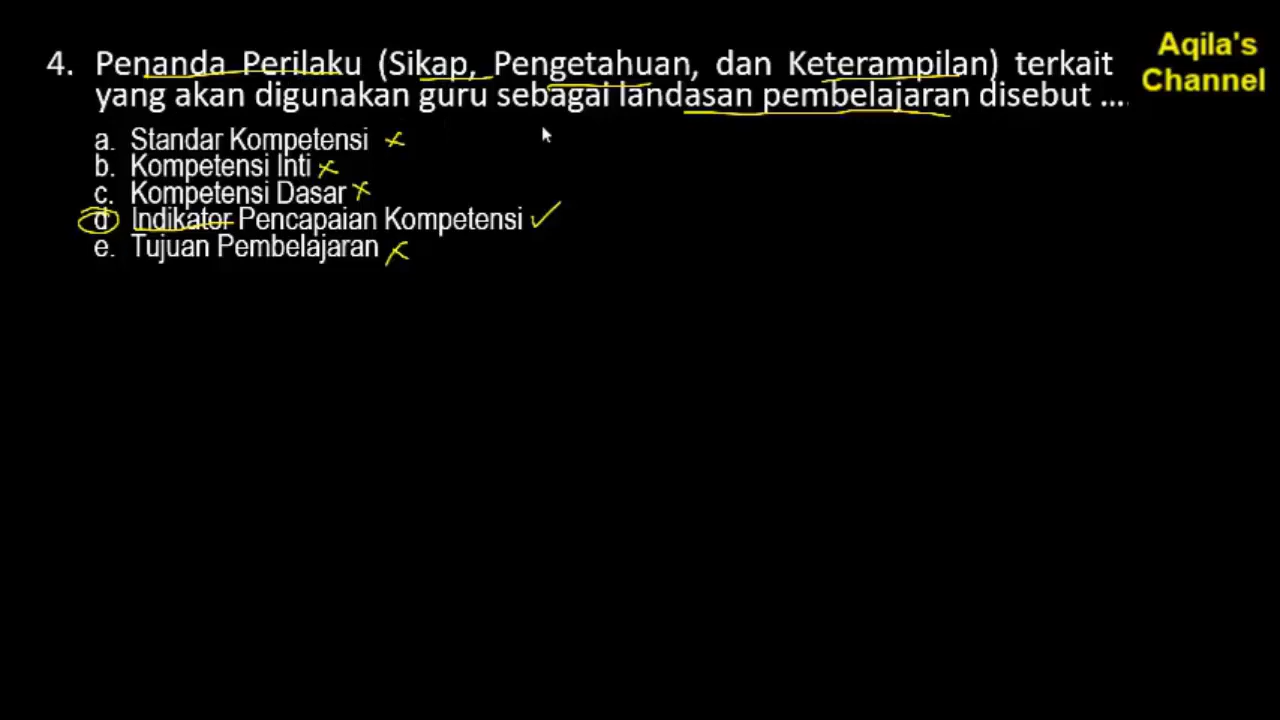 Aqila's
Channel
4. Penanda Perilaku (Sikap, Pengetahuan, dan Keterampilan) terkait
yang akan digunakan guru sebagai landasan pembelajaran disebut ....
a. Standar Kompetensi
b. Kompetensi Inti
c. Kompetensi Dasar
d. Indikator Pencapaian Kompetensi
e. Tujuan Pembelajaran